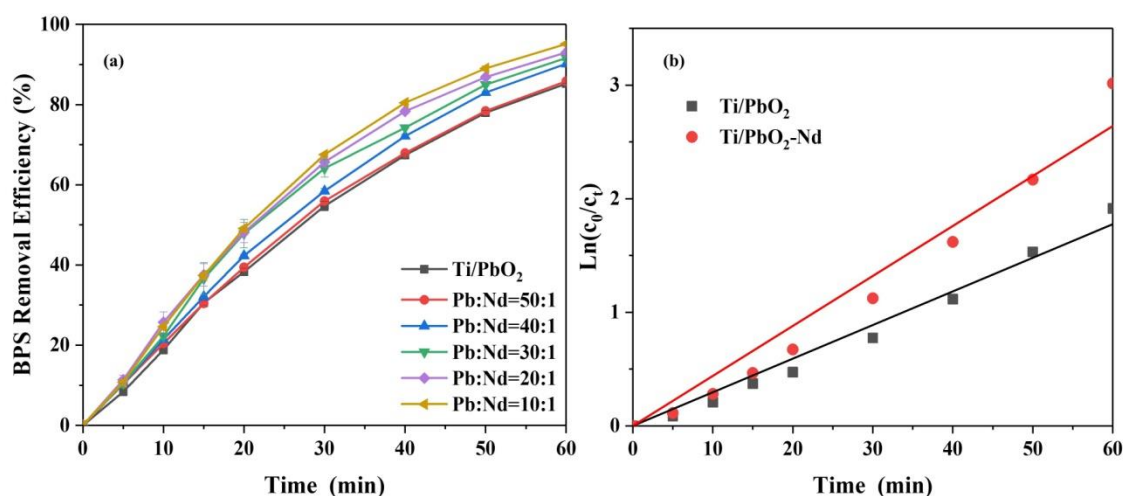 (a)
BPS Removal Efficiency (%)
100
80
60
40
20
0
Ti/PbO₂
Pb:Nd=50:1
Pb:Nd=40:1
Pb:Nd=30:1
Pb:Nd=20:1
Pb:Nd=10:1
0 10 20 30 40 50 60
Time (min)
(b)
Ln(c₀/cₜ)
3
2
1
0
Ti/PbO₂
Ti/PbO₂-Nd
0 10 20 30 40 50 60
Time (min)